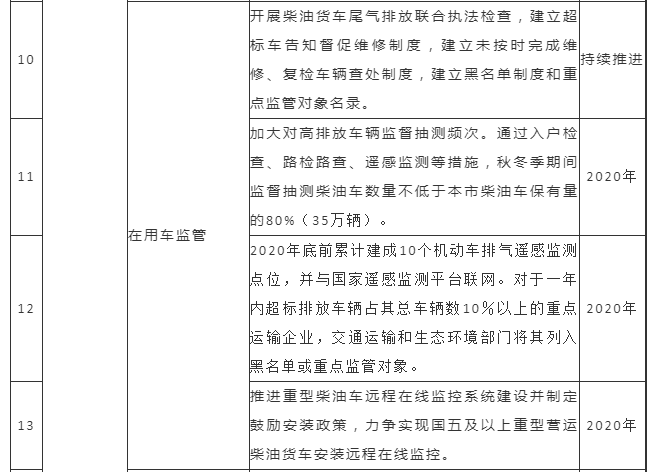 10
在用车监管
开展柴油货车尾气排放联合执法检查，建立超
标车告知督促维修制度，建立未按时完成维
修、复检车辆查处制度，建立黑名单制度和重
点监管对象名录。
持续推进
11
加大对高排放车辆监督抽测频次。通过入户检
查、路检路查、遥感监测等措施，秋冬季期间
监督抽测柴油车数量不低于本市柴油车保有量
的80%（35万辆）。
2020年
12
2020年底前累计建成10个机动车排气遥感监测
点位，并与国家遥感监测平台联网。对于一年
内超标排放车辆占其总车辆数10%以上的重点
运输企业，交通运输和生态环境部门将其列入
黑名单或重点监管对象。
2020年
13
推进重型柴油车远程在线监控系统建设并制定
鼓励安装政策，力争实现国五及以上重型营运
柴油货车安装远程在线监控。
2020年